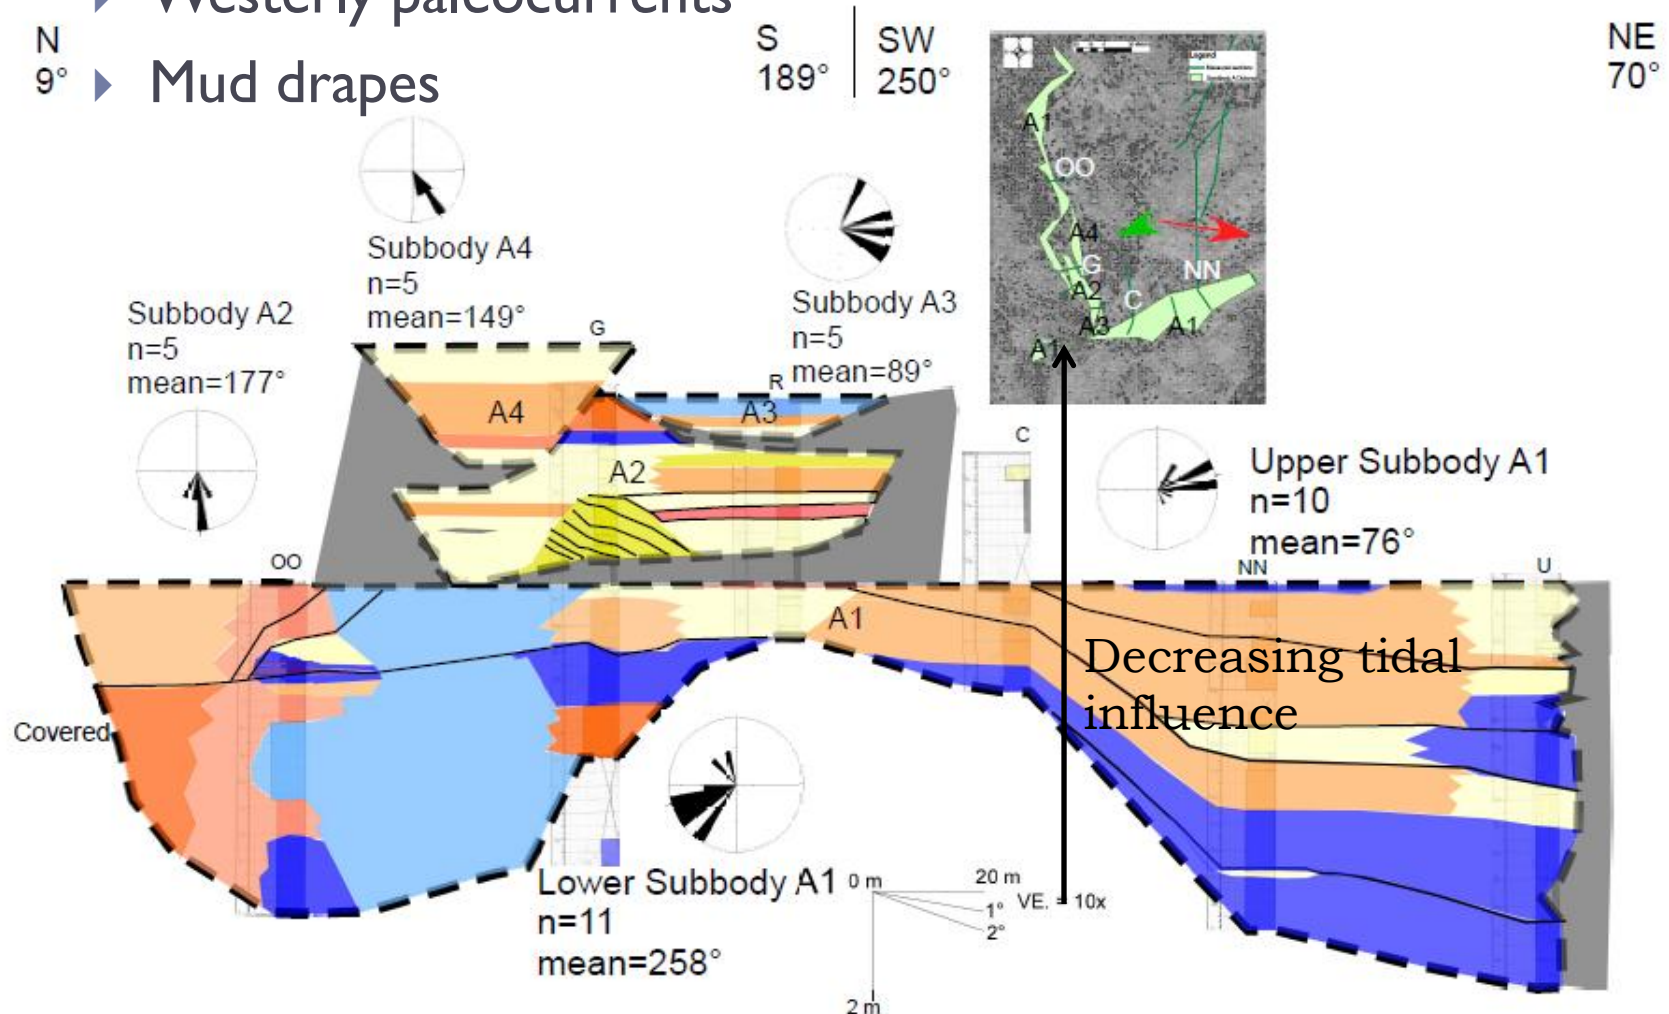 Westerly paleocurrents
Mud drapes
N
9°
S
189°
SW
250°
NE
70°
Subbody A4
n=5
mean=149°
Subbody A2
n=5
mean=177°
Subbody A3
n=5
mean=89°
Legend
A1
OO
A4
G
A2
A3
C
NN
A1
A1
G
R
A4
A3
A2
C
Upper Subbody A1
n=10
mean=76°
OO
NN
U
A1
Decreasing tidal
influence
Covered
Lower Subbody A1
n=11
mean=258°
0 m
20 m
1°
2°
VE. = 10x
2 m